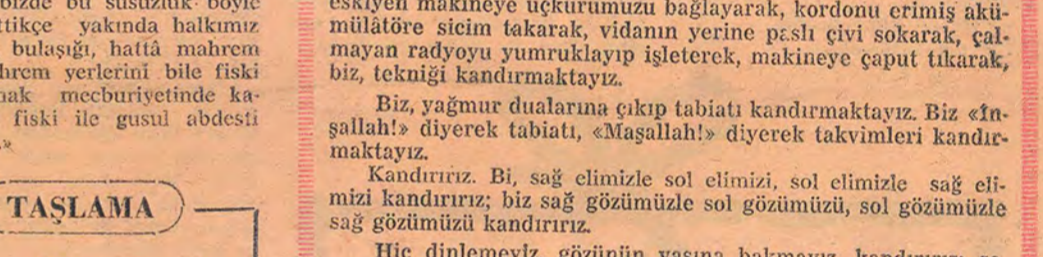 bizde bu susuzluk böyle
ttikçe yakında halkımız
bulaşığı, hattâ mahrem
hrem yerlerini bile fiski
nak mecburiyetinde ka-
fiski ile gusul abdesti
.»
TAŞLAMA
eskiyen makineye uçkurumuzu bağlayarak, kordonu erimiş akü-
mülâtöre sicim takarak, vidanın yerine paslı çivi sokarak, çal-
mayan radyoyu yumruklayıp işleterek, makineye çaput tıkarak,
biz, tekniği kandırmaktayız.
Biz, yağmur dualarına çıkıp tabiatı kandırmaktayız. Biz «İn-
şallah!» diyerek tabiatı, «Maşallah!» diyerek takvimleri kandır-
maktayız.
Kandırırız. Bi, sağ elimizle sol elimizi, sol elimizle sağ eli-
mizi kandırırız; biz sağ gözümüzle sol gözümüzü, sol gözümüzle
sağ gözümüzü kandırırız.
Hiç dinlemeyiz, gözünün yaşına bakmayız, kandırırız;